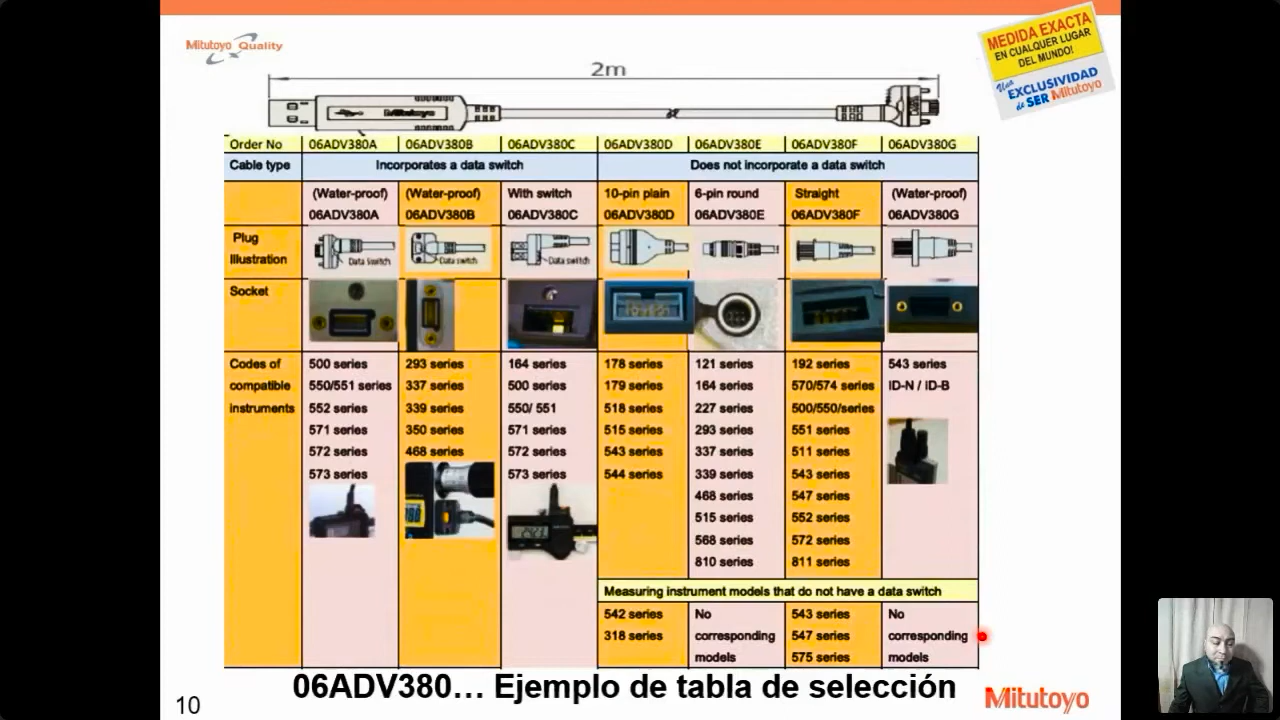 Mitutoyo Quality
MEDIDA EXACTA
EN CUALQUIER LUGAR
DEL MUNDO!
Una
EXCLUSIVIDAD
de SER Mitutoyo
2m
Mitutoyo
Order No 06ADV380A 06ADV380B 06ADV380C 06ADV380D 06ADV380E 06ADV380F 06ADV380G
Cable type Incorporates a data switch Does not incorporate a data switch
(Water-proof) (Water-proof) With switch 10-pin plain 6-pin round Straight (Water-proof)
06ADV380A 06ADV380B 06ADV380C 06ADV380D 06ADV380E 06ADV380F 06ADV380G
Plug
Illustration
Data Switch Data switch Data switch
Socket
Codes of 500 series 293 series 164 series 178 series 121 series 192 series 543 series
compatible 550/551 series 337 series 500 series 179 series 164 series 570/574 series ID-N / ID-B
instruments 552 series 339 series 550/ 551 518 series 227 series 500/550/series
571 series 350 series 571 series 515 series 293 series 551 series
572 series 468 series 572 series 543 series 337 series 511 series
573 series 573 series 544 series 339 series 543 series
468 series 547 series
515 series 552 series
568 series 572 series
810 series 811 series
Measuring instrument models that do not have a data switch
542 series No 543 series No
318 series corresponding 547 series corresponding
models 575 series models
06ADV380... Ejemplo de tabla de selección
Mitutoyo
10